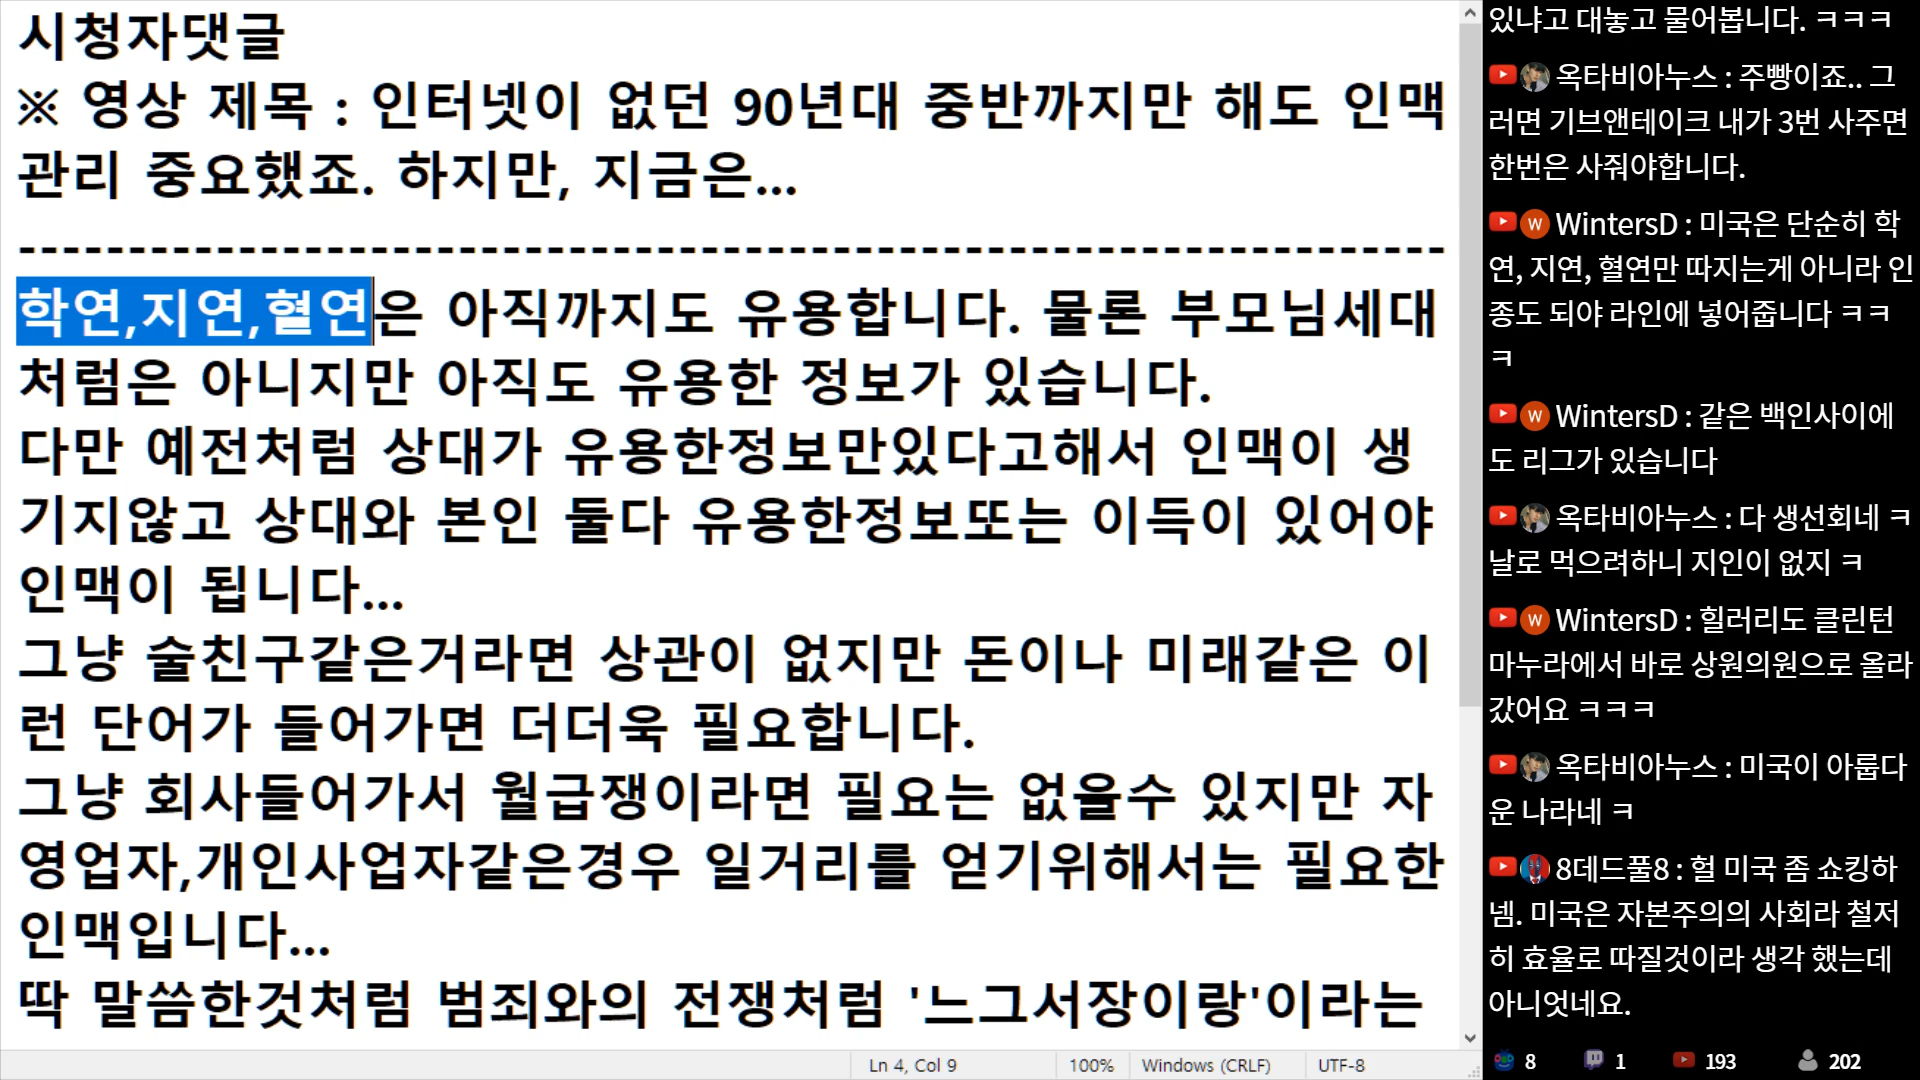 시청자댓글
※ 영상 제목 : 인터넷이 없던 90년대 중반까지만 해도 인맥
관리 중요했죠. 하지만, 지금은...
-----------------------------------------------------------------
학연,지연,혈연은 아직까지도 유용합니다. 물론 부모님세대
처럼은 아니지만 아직도 유용한 정보가 있습니다.
다만 예전처럼 상대가 유용한정보만있다고해서 인맥이 생
기지않고 상대와 본인 둘다 유용한정보또는 이득이 있어야
인맥이 됩니다...
그냥 술친구같은거라면 상관이 없지만 돈이나 미래같은 이
런 단어가 들어가면 더더욱 필요합니다.
그냥 회사들어가서 월급쟁이라면 필요는 없을수 있지만 자
영업자,개인사업자같은경우 일거리를 얻기위해서는 필요한
인맥입니다...
딱 말씀한것처럼 범죄와의 전쟁처럼 '느그서장이랑'이라는
Ln 4, Col 9
100%
Windows (CRLF)
UTF-8
있냐고 대놓고 물어봅니다. ㅋㅋㅋ
옥타비아누스 : 주빵이죠.. 그
러면 기브앤테이크 내가 3번 사주면
한번은 사줘야합니다.
W WintersD : 미국은 단순히 학
연, 지연, 혈연만 따지는게 아니라 인
종도 되야 라인에 넣어줍니다 ㅋㅋ
ㅋ
W WintersD : 같은 백인사이에
도 리그가 있습니다
옥타비아누스 : 다 생선회네 ㅋ
날로 먹으려하니 지인이 없지 ㅋ
W WintersD : 힐러리도 클린턴
마누라에서 바로 상원의원으로 올라
갔어요 ㅋㅋㅋ
옥타비아누스 : 미국이 아룹다
운 나라네 ㅋ
8데드풀8 : 헐 미국 좀 쇼킹하
넴. 미국은 자본주의의 사회라 철저
히 효율로 따질것이라 생각 했는데
아니엇네요.
8 1 193 202